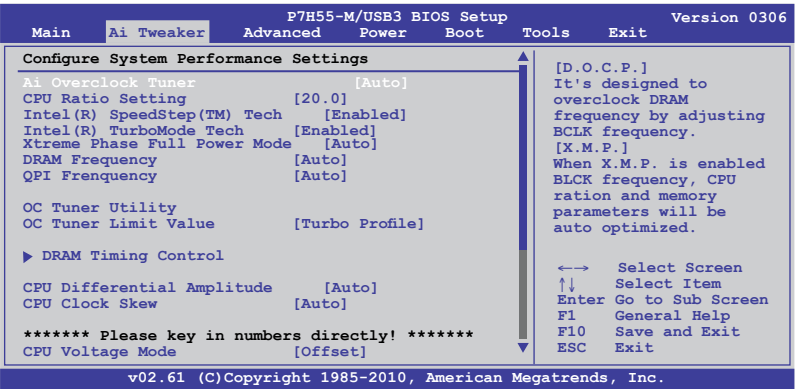 P7H55-M/USB3 BIOS Setup Version 0306
Main Ai Tweaker Advanced Power Boot Tools Exit
Configure System Performance Settings
Ai Overclock Tuner [Auto]
CPU Ratio Setting [20.0]
Intel(R) SpeedStep(TM) Tech [Enabled]
Intel(R) TurboMode Tech [Enabled]
Xtreme Phase Full Power Mode [Auto]
DRAM Frequency [Auto]
QPI Frenquency [Auto]
OC Tuner Utility
OC Tuner Limit Value [Turbo Profile]
DRAM Timing Control
CPU Differential Amplitude [Auto]
CPU Clock Skew [Auto]
******* Please key in numbers directly! *******
CPU Voltage Mode [Offset]
[D.O.C.P.]
It's designed to
overclock DRAM
frequency by adjusting
BCLK frequency.
[X.M.P.]
When X.M.P. is enabled
BLCK frequency, CPU
ration and memory
parameters will be
auto optimized.
←→ Select Screen
↑↓ Select Item
Enter Go to Sub Screen
F1 General Help
F10 Save and Exit
ESC Exit
v02.61 (C)Copyright 1985-2010, American Megatrends, Inc.